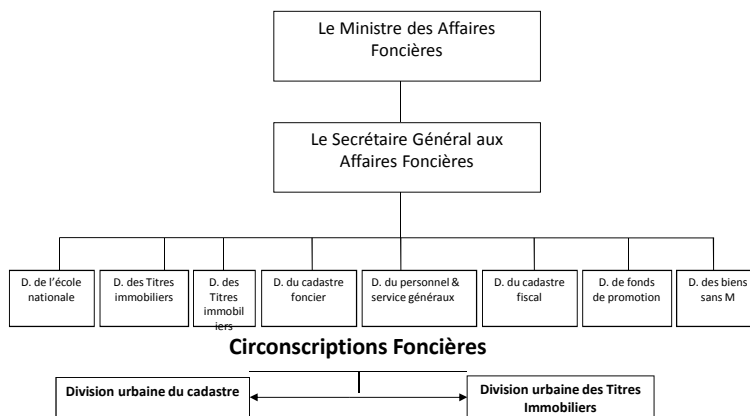 Le Ministre des Affaires
Foncières
Le Secrétaire Général aux
Affaires Foncières
D. de l'école
nationale
D. des Titres
immobiliers
D. des
Titres
immobil
iers
D. du cadastre
foncier
D. du personnel &
service généraux
D. du cadastre
fiscal
D. de fonds
de promotion
D. des biens
sans M
Circonscriptions Foncières
Division urbaine du cadastre
Division urbaine des Titres
Immobiliers